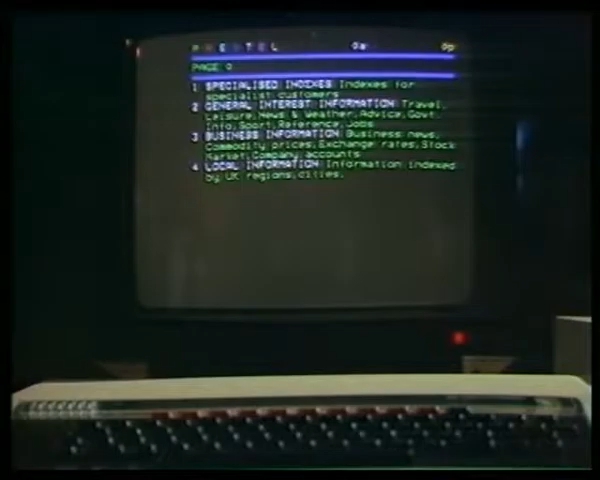 PRESTEL 0a 0p
PAGE 0
1 SPECIALISED INDEXES Indexes for
specialist customers
2 GENERAL INTEREST INFORMATION Travel,
Leisure,News & Weather,Advice,Govt.
Info,Sport,Reference,Jobs
3 BUSINESS INFORMATION Business news,
Commodity prices,Exchange rates,Stock
Market,Company accounts
4 LOCAL INFORMATION Information indexed
by UK regions,cities.